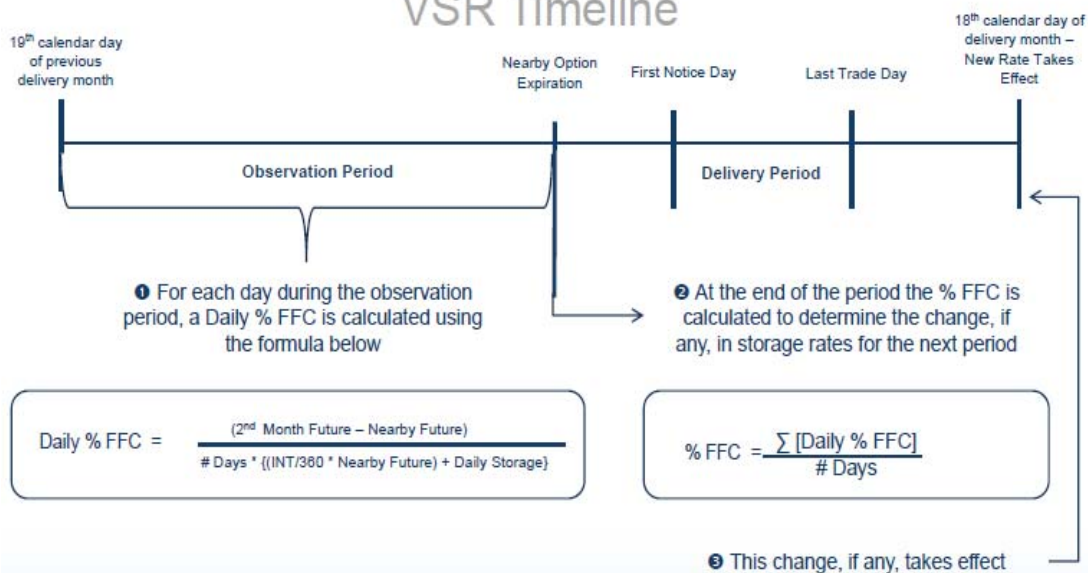 VSR Timeline
19th calendar day
of previous
delivery month
Nearby Option
Expiration
First Notice Day
Last Trade Day
18th calendar day of
delivery month –
New Rate Takes
Effect
Observation Period
Delivery Period
❶ For each day during the observation
period, a Daily % FFC is calculated using
the formula below
❷ At the end of the period the % FFC is
calculated to determine the change, if
any, in storage rates for the next period
Daily % FFC =
(2nd Month Future – Nearby Future)
# Days * {(INT/360 * Nearby Future) + Daily Storage}
% FFC =
∑ [Daily % FFC]
# Days
❸ This change, if any, takes effect